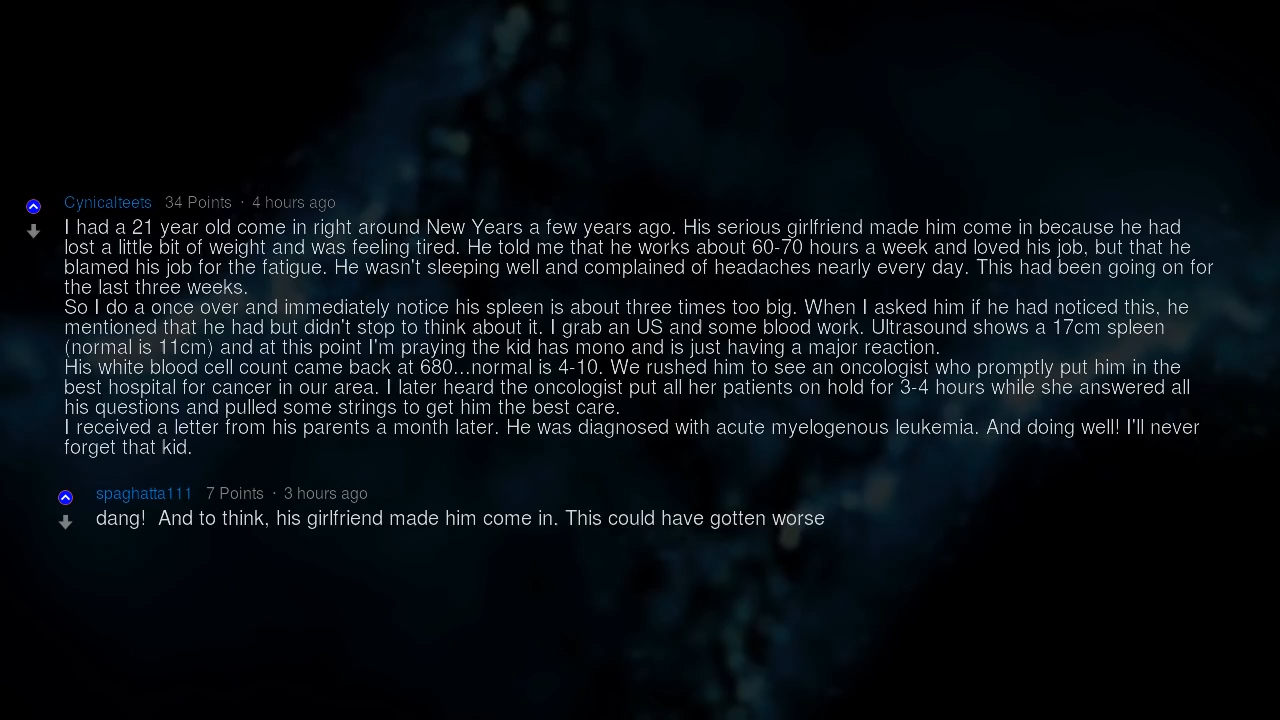 Cynicalteets 34 Points · 4 hours ago
I had a 21 year old come in right around New Years a few years ago. His serious girlfriend made him come in because he had
lost a little bit of weight and was feeling tired. He told me that he works about 60-70 hours a week and loved his job, but that he
blamed his job for the fatigue. He wasn't sleeping well and complained of headaches nearly every day. This had been going on for
the last three weeks.
So I do a once over and immediately notice his spleen is about three times too big. When I asked him if he had noticed this, he
mentioned that he had but didn't stop to think about it. I grab an US and some blood work. Ultrasound shows a 17cm spleen
(normal is 11cm) and at this point I'm praying the kid has mono and is just having a major reaction.
His white blood cell count came back at 680...normal is 4-10. We rushed him to see an oncologist who promptly put him in the
best hospital for cancer in our area. I later heard the oncologist put all her patients on hold for 3-4 hours while she answered all
his questions and pulled some strings to get him the best care.
I received a letter from his parents a month later. He was diagnosed with acute myelogenous leukemia. And doing well! I'll never
forget that kid.
spaghatta111 7 Points · 3 hours ago
dang!  And to think, his girlfriend made him come in. This could have gotten worse